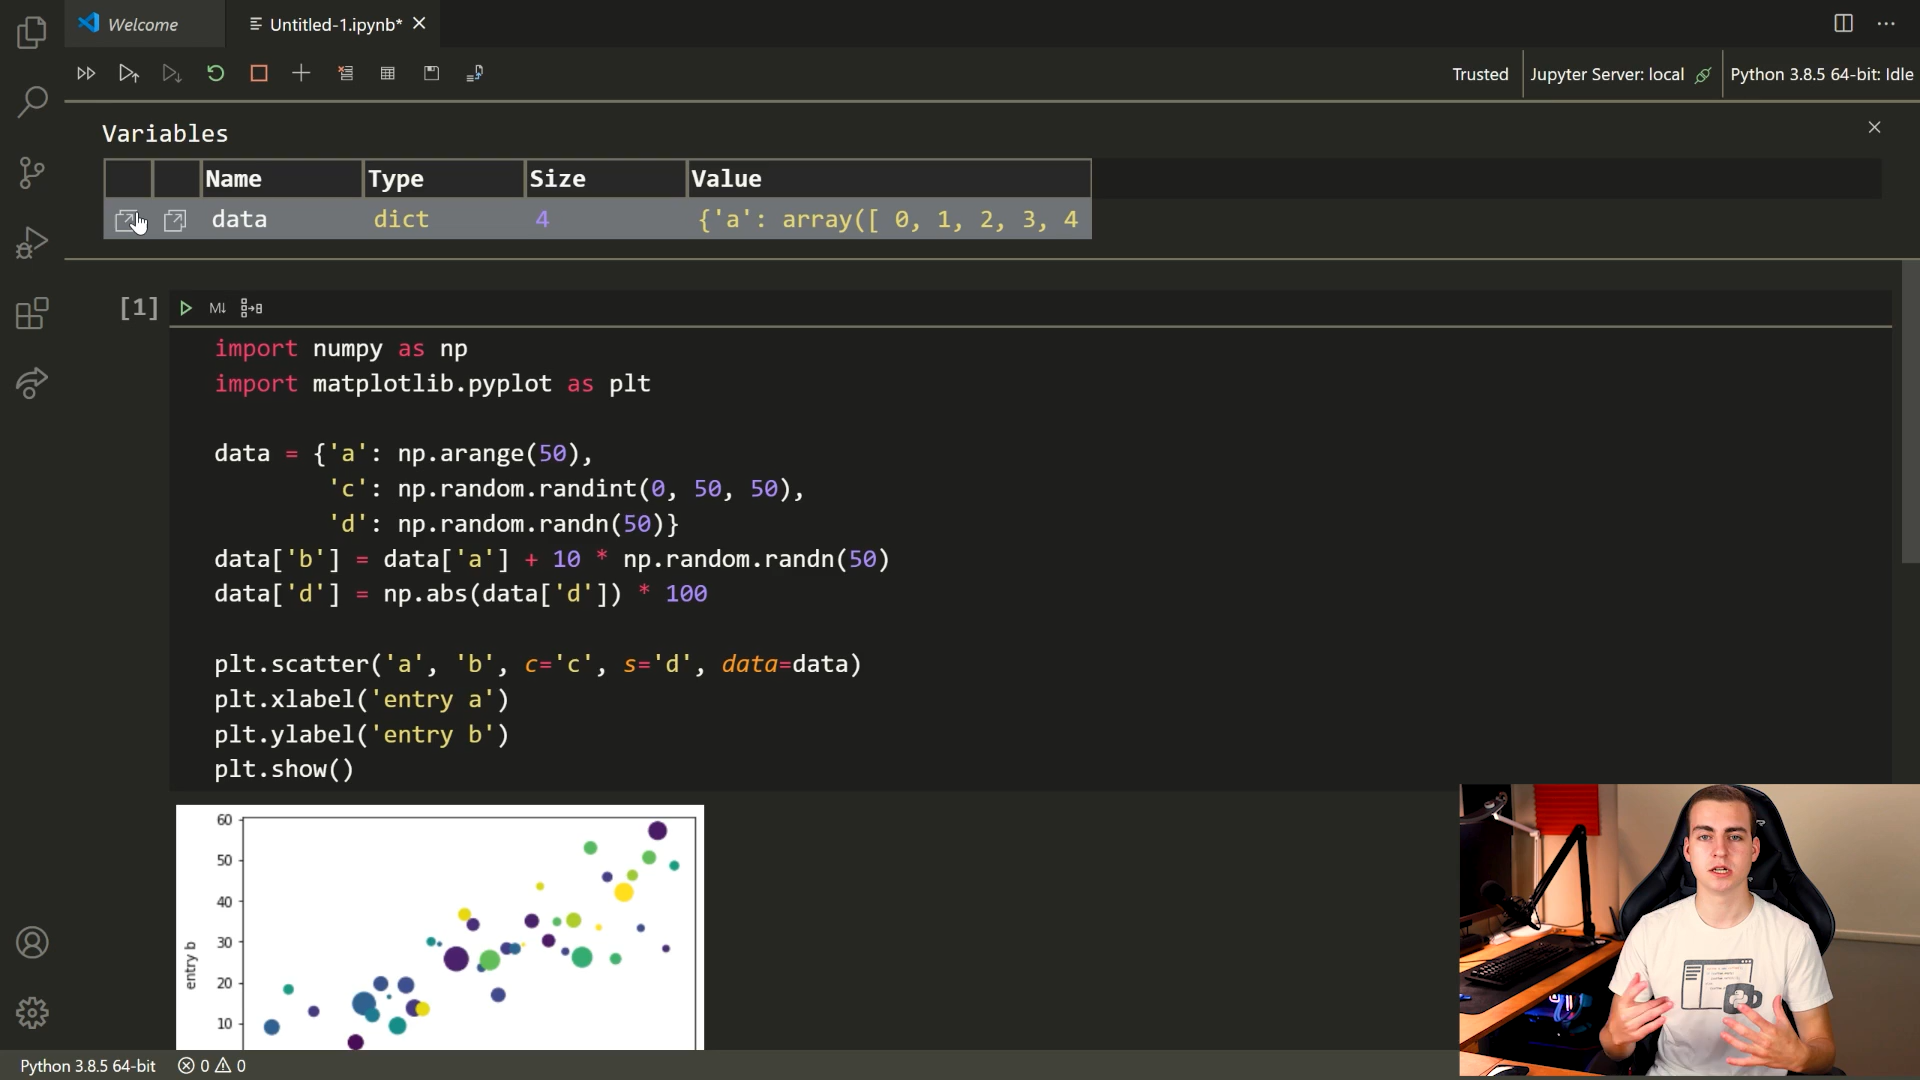 Welcome
Untitled-1.ipynb*
Trusted
Jupyter Server: local
Python 3.8.5 64-bit: Idle
Variables
Name Type Size Value
data dict 4 {'a': array([ 0, 1, 2, 3, 4
[1]
M↓
import numpy as np
import matplotlib.pyplot as plt
data = {'a': np.arange(50),
'c': np.random.randint(0, 50, 50),
'd': np.random.randn(50)}
data['b'] = data['a'] + 10 * np.random.randn(50)
data['d'] = np.abs(data['d']) * 100
plt.scatter('a', 'b', c='c', s='d', data=data)
plt.xlabel('entry a')
plt.ylabel('entry b')
plt.show()
60
50
40
30
20
10
entry b
Python 3.8.5 64-bit
0 0